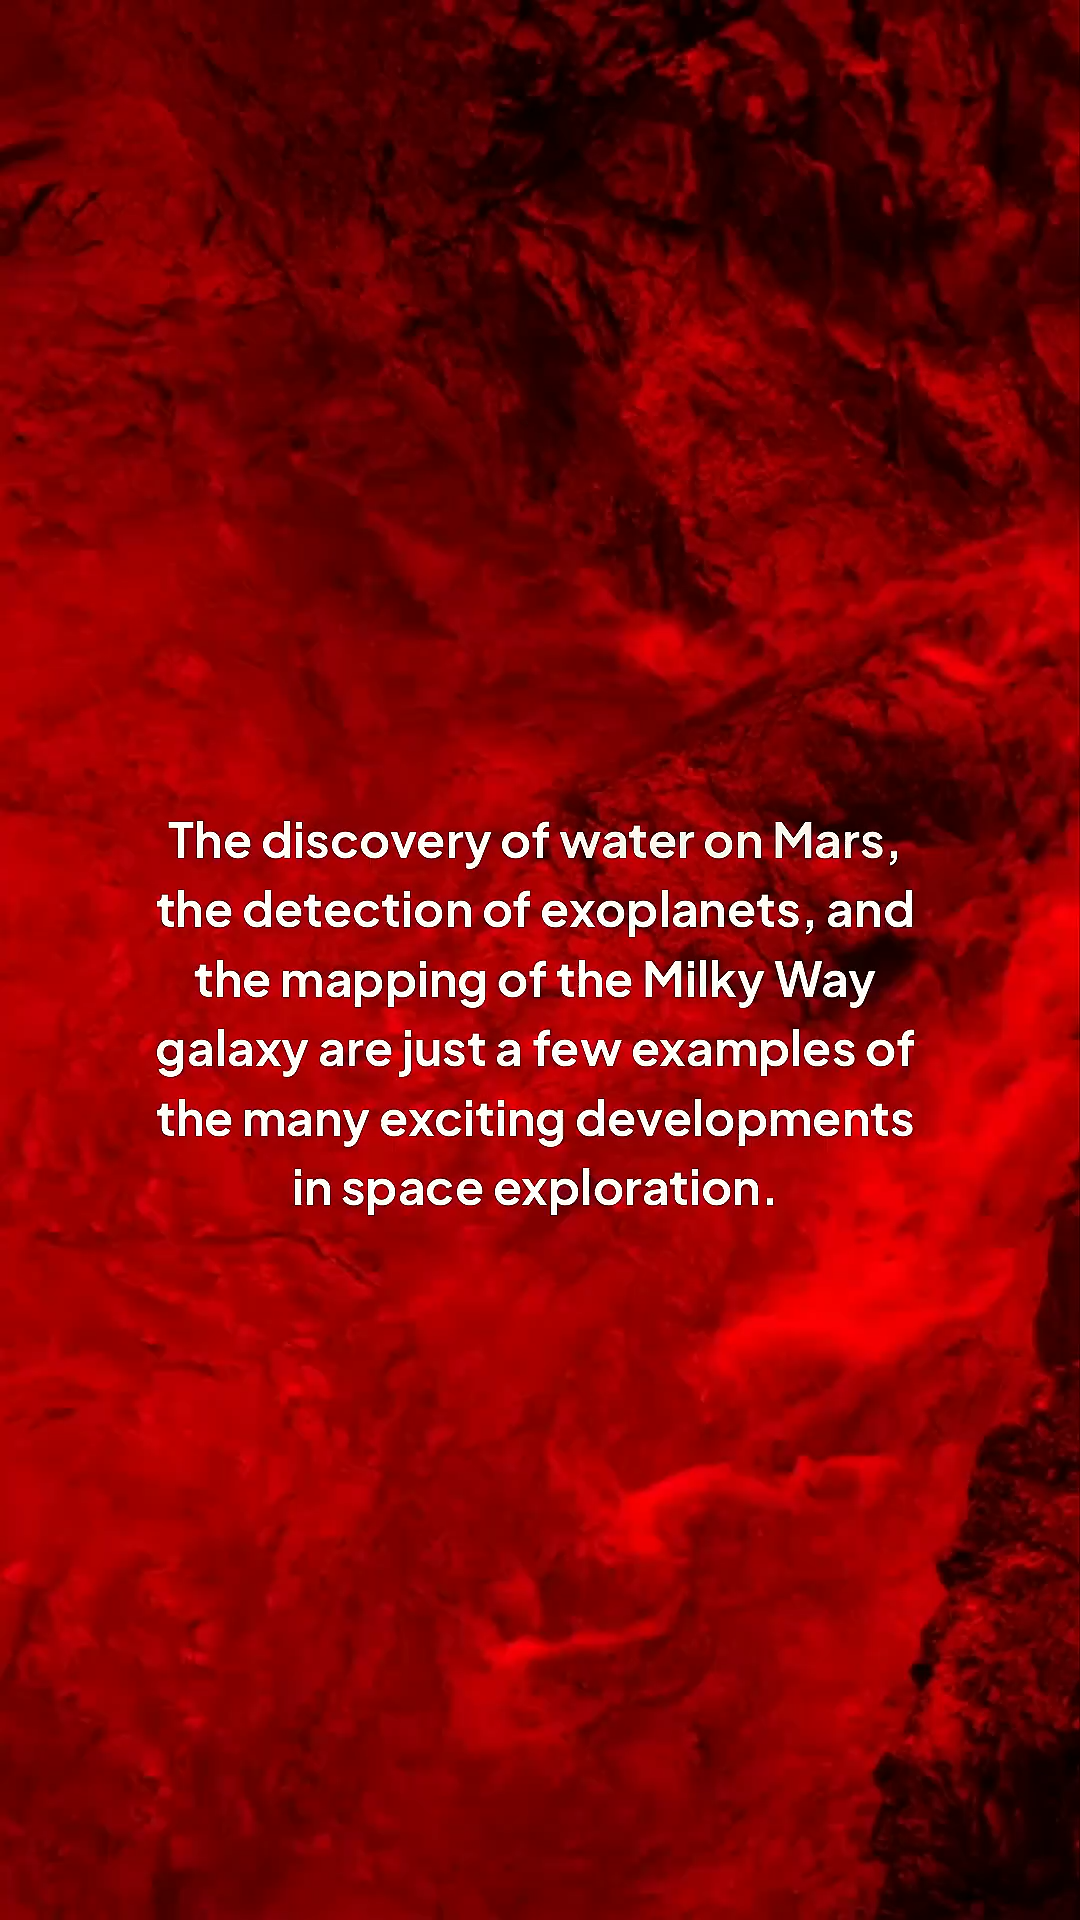 The discovery of water on Mars,
the detection of exoplanets, and
the mapping of the Milky Way
galaxy are just a few examples of
the many exciting developments
in space exploration.